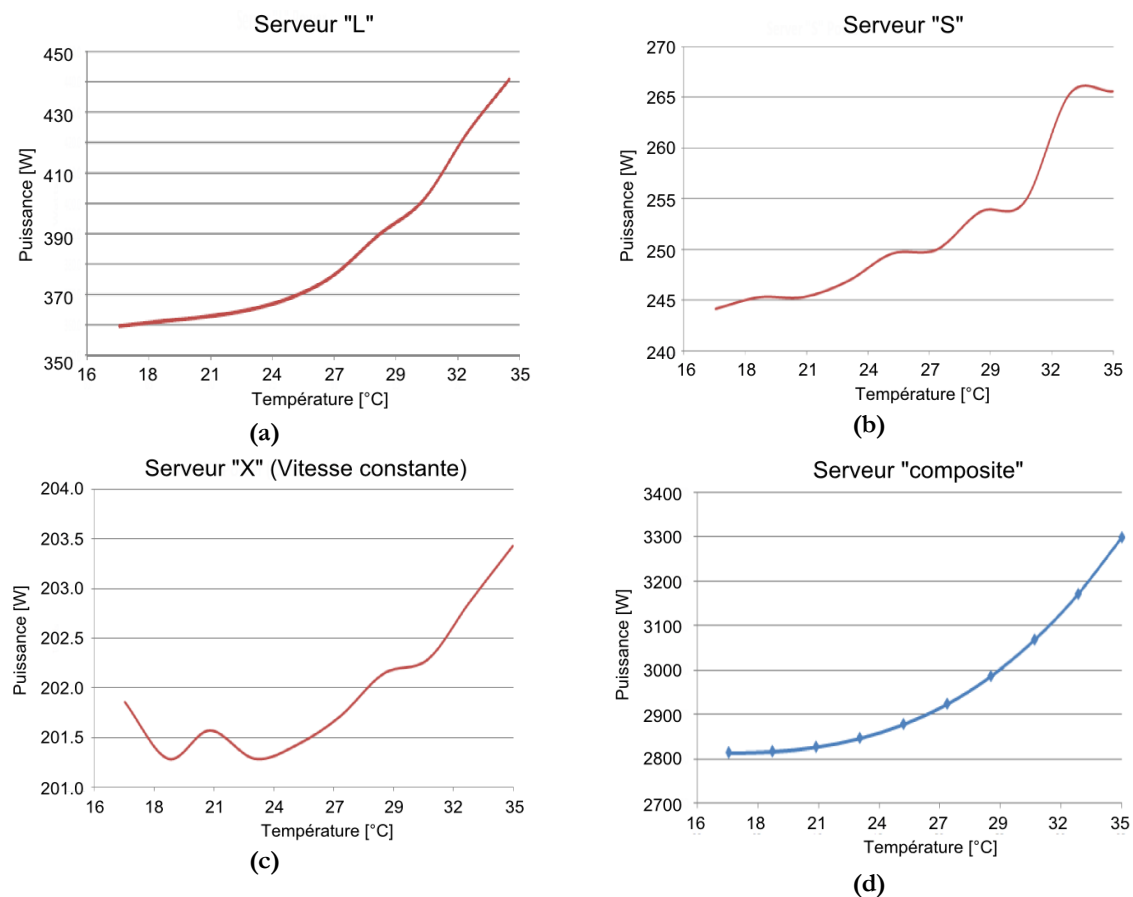 Serveur "L"
450
430
410
390
370
350
Puissance [W]
16 18 21 24 27 29 32 35
Température [°C]
(a)
Serveur "S"
270
265
260
255
250
245
240
Puissance [W]
16 18 21 24 27 29 32 35
Température [°C]
(b)
Serveur "X" (Vitesse constante)
204.0
203.5
203.0
202.5
202.0
201.5
201.0
Puissance [W]
16 18 21 24 27 29 32 35
Température [°C]
(c)
Serveur "composite"
3400
3300
3200
3100
3000
2900
2800
2700
Puissance [W]
16 18 21 24 27 29 32 35
Température [°C]
(d)